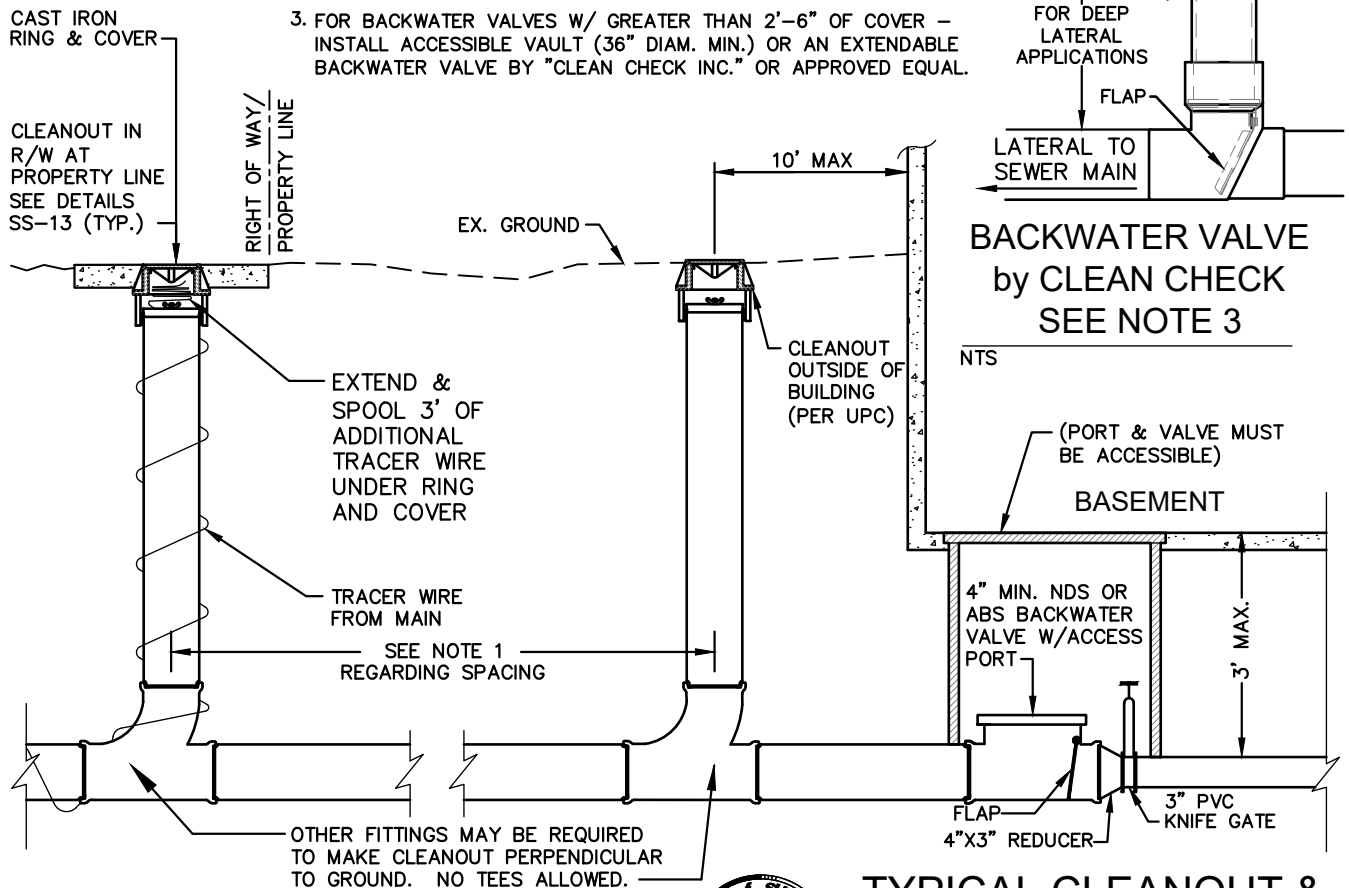 CAST IRON
RING & COVER
3. FOR BACKWATER VALVES W/ GREATER THAN 2'-6" OF COVER –
INSTALL ACCESSIBLE VAULT (36" DIAM. MIN.) OR AN EXTENDABLE
BACKWATER VALVE BY "CLEAN CHECK INC." OR APPROVED EQUAL.
FOR DEEP
LATERAL
APPLICATIONS
FLAP
LATERAL TO
SEWER MAIN
BACKWATER VALVE
by CLEAN CHECK
SEE NOTE 3
NTS
CLEANOUT IN
R/W AT
PROPERTY LINE
SEE DETAILS
SS-13 (TYP.)
RIGHT OF WAY/
PROPERTY LINE
10' MAX
EX. GROUND
CLEANOUT
OUTSIDE OF
BUILDING
(PER UPC)
EXTEND &
SPOOL 3' OF
ADDITIONAL
TRACER WIRE
UNDER RING
AND COVER
(PORT & VALVE MUST
BE ACCESSIBLE)
BASEMENT
TRACER WIRE
FROM MAIN
SEE NOTE 1
REGARDING SPACING
4" MIN. NDS OR
ABS BACKWATER
VALVE W/ACCESS
PORT
3' MAX.
FLAP
4"X3" REDUCER
3" PVC
KNIFE GATE
OTHER FITTINGS MAY BE REQUIRED
TO MAKE CLEANOUT PERPENDICULAR
TO GROUND. NO TEES ALLOWED.
TYPICAL CLEANOUT &